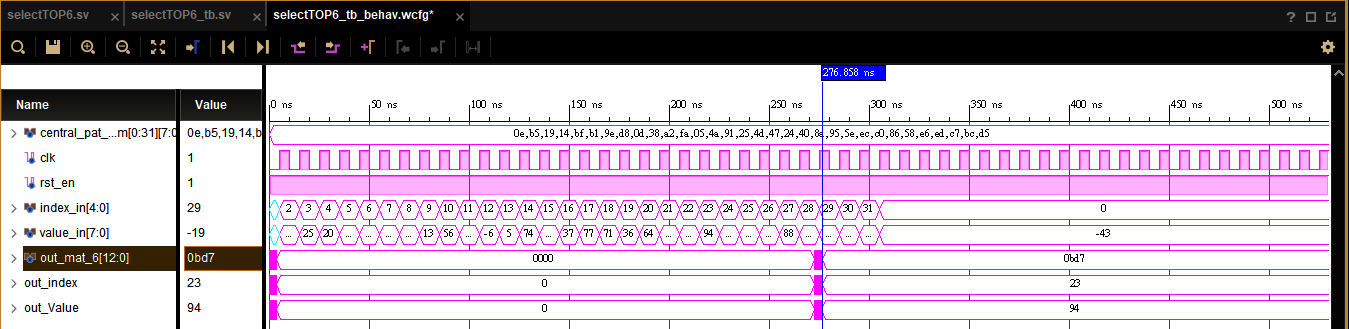 selectTOP6.sv × selectTOP6_tb.sv × selectTOP6_tb_behav.wcfg* ×
276.858 ns
Name Value 0 ns 50 ns 100 ns 150 ns 200 ns 250 ns 300 ns 350 ns 400 ns 450 ns 500 ns
central_pat_...m[0:31][7:0 0e,b5,19,14,b 0e,b5,19,14,bf,b1,9e,d8,0d,38,a2,fa,05,4a,91,25,4d,47,24,40,8a,95,5e,ec,c0,86,58,e6,e1,c7,bc,d5
clk 1
rst_en 1
index_in[4:0] 29 2 3 4 5 6 7 8 9 10 11 12 13 14 15 16 17 18 19 20 21 22 23 24 25 26 27 28 29 30 31 0
value_in[7:0] -19 ... 25 20 ... ... ... ... 13 56 ... -6 5 74 ... 37 77 71 36 64 ... ... 94 ... ... ... 88 ... ... ... ... -43
out_mat_6[12:0] 0bd7 0000 0bd7
out_index 23 0 23
out_Value 94 0 94